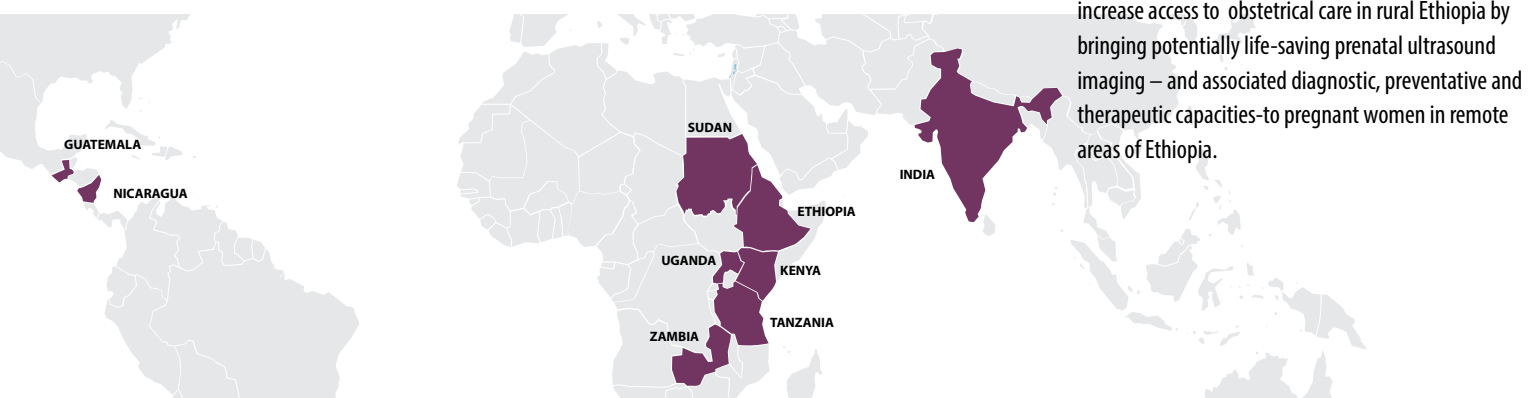 increase access to obstetrical care in rural Ethiopia by
bringing potentially life-saving prenatal ultrasound
imaging – and associated diagnostic, preventative and
therapeutic capacities-to pregnant women in remote
areas of Ethiopia.
GUATEMALA
NICARAGUA
SUDAN
INDIA
ETHIOPIA
UGANDA
KENYA
TANZANIA
ZAMBIA